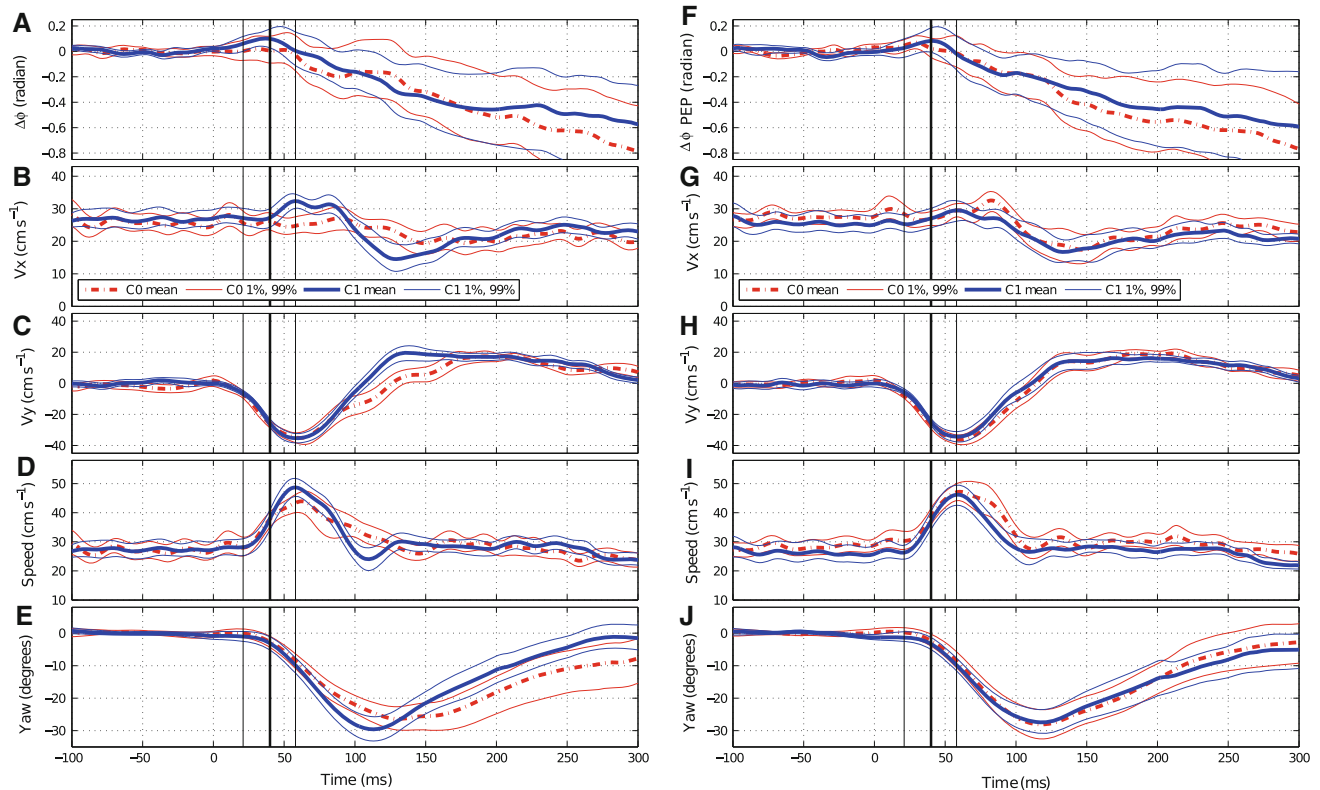 A
0.2
0
−0.2
−0.4
−0.6
−0.8
Δϕ (radian)
B
40
30
20
10
0
Vx (cm s−1)
C0 mean C0 1%, 99% C1 mean C1 1%, 99%
C
40
20
0
−20
−40
Vy (cm s−1)
D
50
40
30
20
10
Speed (cm s−1)
E
0
−10
−20
−30
Yaw (degrees)
−100 −50 0 50 100 150 200 250 300
Time (ms)
F
0.2
0
−0.2
−0.4
−0.6
−0.8
Δϕ PEP (radian)
G
40
30
20
10
0
Vx (cm s−1)
C0 mean C0 1%, 99% C1 mean C1 1%, 99%
H
40
20
0
−20
−40
Vy (cm s−1)
I
50
40
30
20
10
Speed (cm s−1)
J
0
−10
−20
−30
Yaw (degrees)
−100 −50 0 50 100 150 200 250 300
Time (ms)